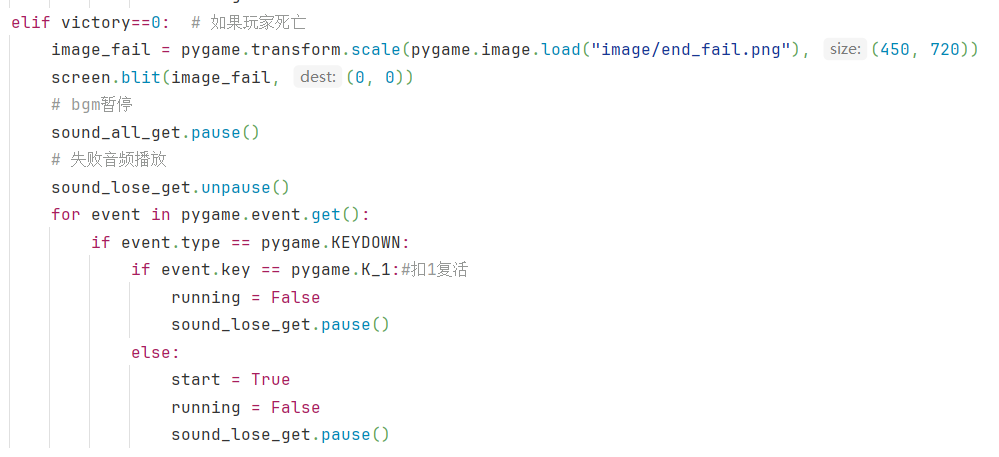 elif victory==0:  # 如果玩家死亡
    image_fail = pygame.transform.scale(pygame.image.load("image/end_fail.png"), size: (450, 720))
    screen.blit(image_fail, dest: (0, 0))
    # bgm暂停
    sound_all_get.pause()
    # 失败音频播放
    sound_lose_get.unpause()
    for event in pygame.event.get():
        if event.type == pygame.KEYDOWN:
            if event.key == pygame.K_1:#扣1复活
                running = False
                sound_lose_get.pause()
            else:
                start = True
                running = False
                sound_lose_get.pause()